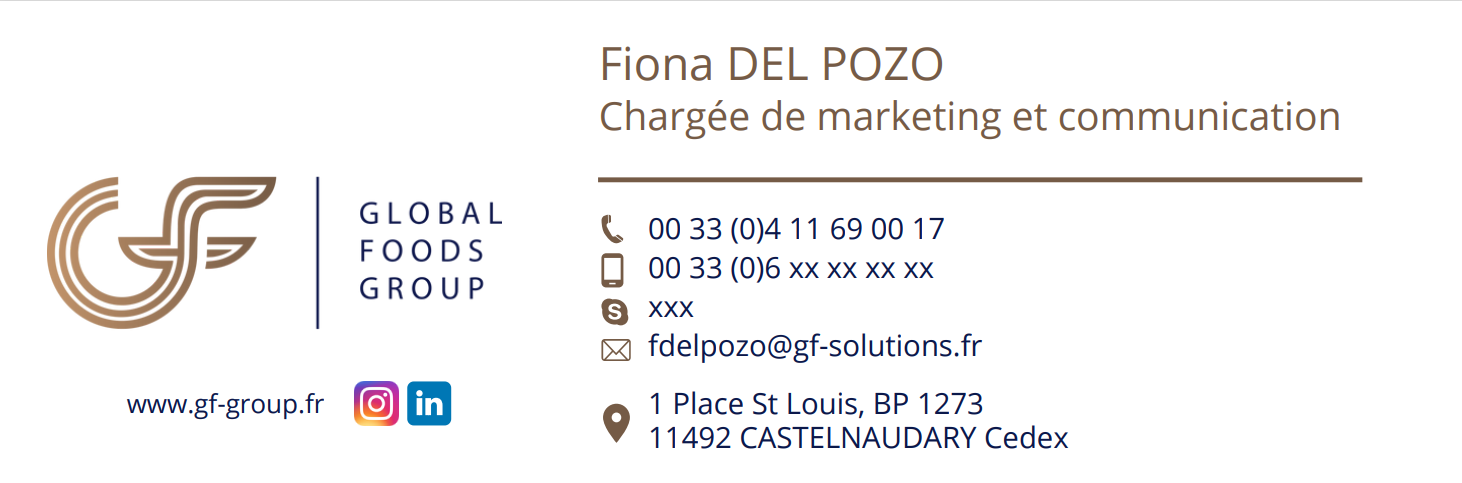 Fiona DEL POZO
Chargée de marketing et communication
GLOBAL
FOODS
GROUP
www.gf-group.fr
in
00 33 (0)4 11 69 00 17
00 33 (0)6 xx xx xx xx
xxx
fdelpozo@gf-solutions.fr
1 Place St Louis, BP 1273
11492 CASTELNAUDARY Cedex